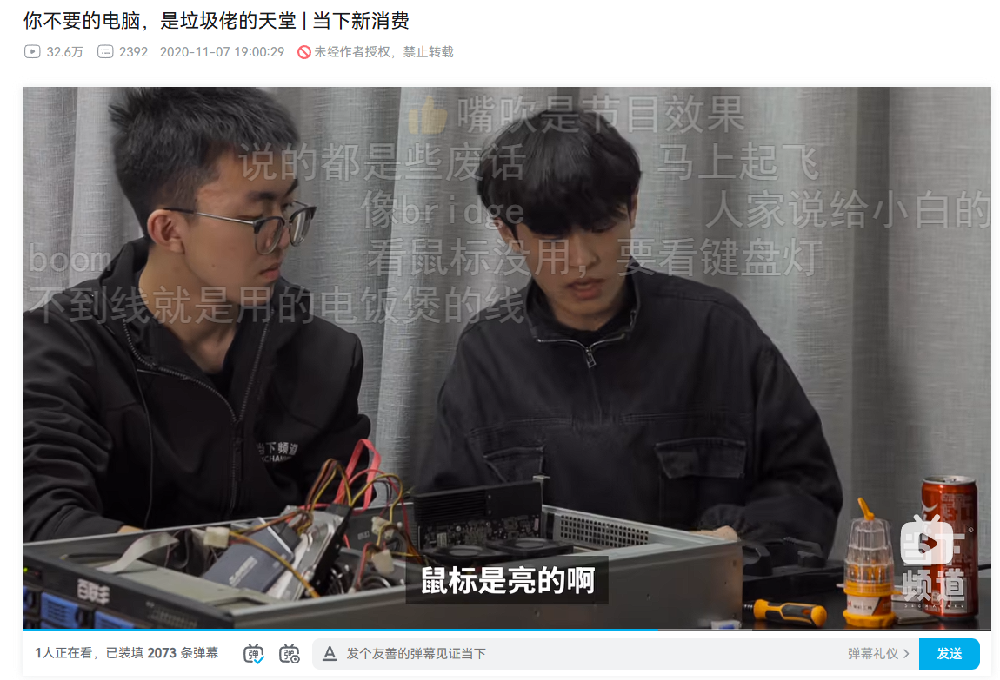 你不要的电脑，是垃圾佬的天堂 | 当下新消费
32.6万 2392 2020-11-07 19:00:29 未经作者授权，禁止转载
嘴吹是节目效果
说的都是些废话 马上起飞
像bridge 人家说给小白的
boom 看鼠标没用，要看键盘灯
不到线就是用的电饭煲的线
当下频道
鼠标是亮的啊
当下
频道
1人正在看，已装填 2073 条弹幕 弹 弹 A 发个友善的弹幕见证当下 弹幕礼仪 > 发送